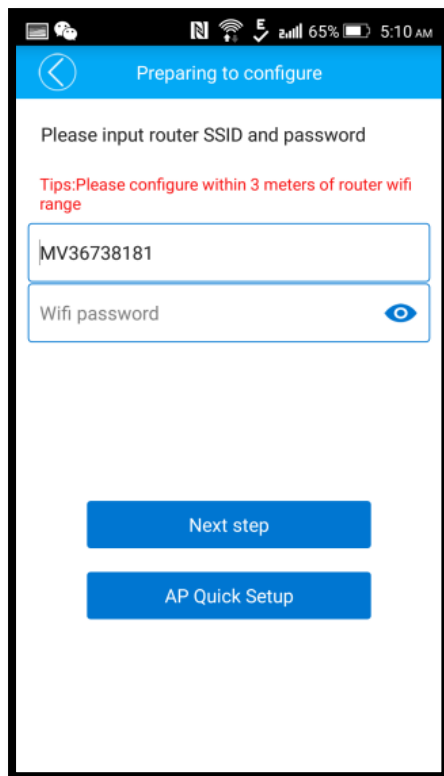 65% 5:10 AM
Preparing to configure
Please input router SSID and password
Tips:Please configure within 3 meters of router wifi
range
MV36738181
Wifi password
Next step
AP Quick Setup